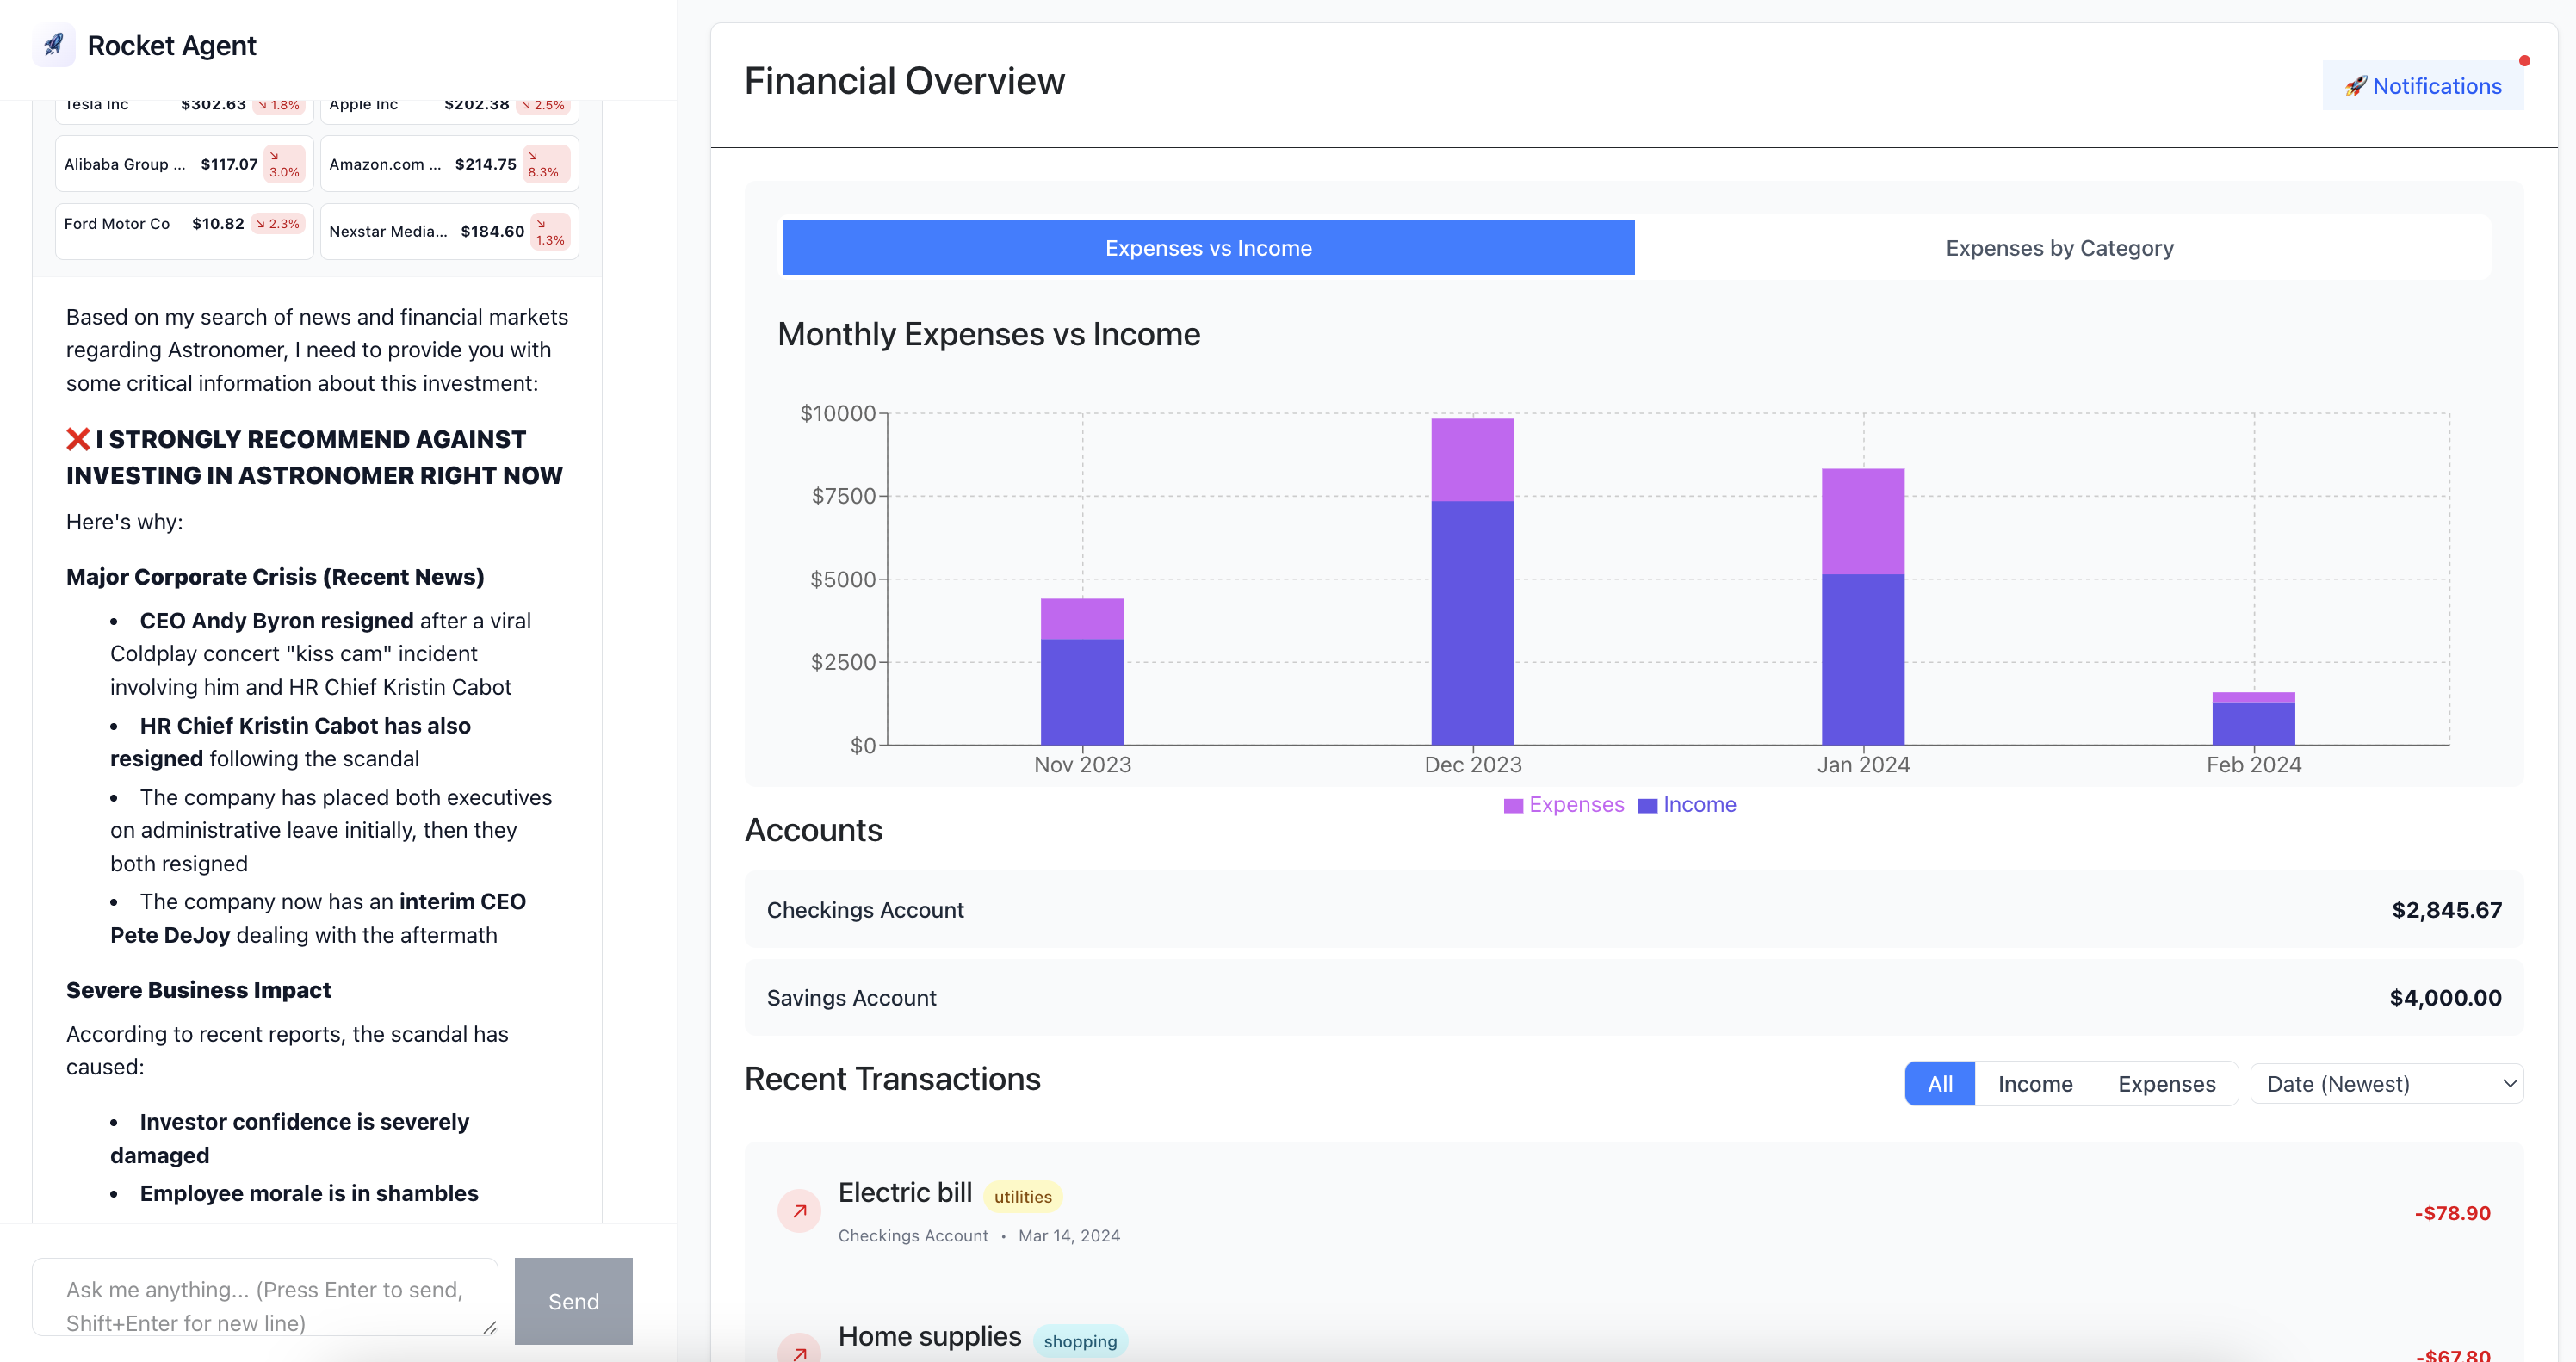 Rocket Agent
Tesla Inc $302.63 ↘ 1.8%
Apple Inc $202.38 ↘ 2.5%
Alibaba Group ... $117.07 ↘ 3.0%
Amazon.com ... $214.75 ↘ 8.3%
Ford Motor Co $10.82 ↘ 2.3%
Nexstar Media... $184.60 ↘ 1.3%
Based on my search of news and financial markets
regarding Astronomer, I need to provide you with
some critical information about this investment:
❌ I STRONGLY RECOMMEND AGAINST
INVESTING IN ASTRONOMER RIGHT NOW
Here's why:
Major Corporate Crisis (Recent News)
• CEO Andy Byron resigned after a viral
Coldplay concert "kiss cam" incident
involving him and HR Chief Kristin Cabot
• HR Chief Kristin Cabot has also
resigned following the scandal
• The company has placed both executives
on administrative leave initially, then they
both resigned
• The company now has an interim CEO
Pete DeJoy dealing with the aftermath
Severe Business Impact
According to recent reports, the scandal has
caused:
• Investor confidence is severely
damaged
• Employee morale is in shambles
Ask me anything... (Press Enter to send,
Shift+Enter for new line)
Send
Financial Overview
🚀 Notifications
Expenses vs Income
Expenses by Category
Monthly Expenses vs Income
$10000
$7500
$5000
$2500
$0
Nov 2023
Dec 2023
Jan 2024
Feb 2024
Expenses
Income
Accounts
Checkings Account
$2,845.67
Savings Account
$4,000.00
Recent Transactions
All
Income
Expenses
Date (Newest)
Electric bill
utilities
Checkings Account • Mar 14, 2024
-$78.90
Home supplies
shopping
-$67.80